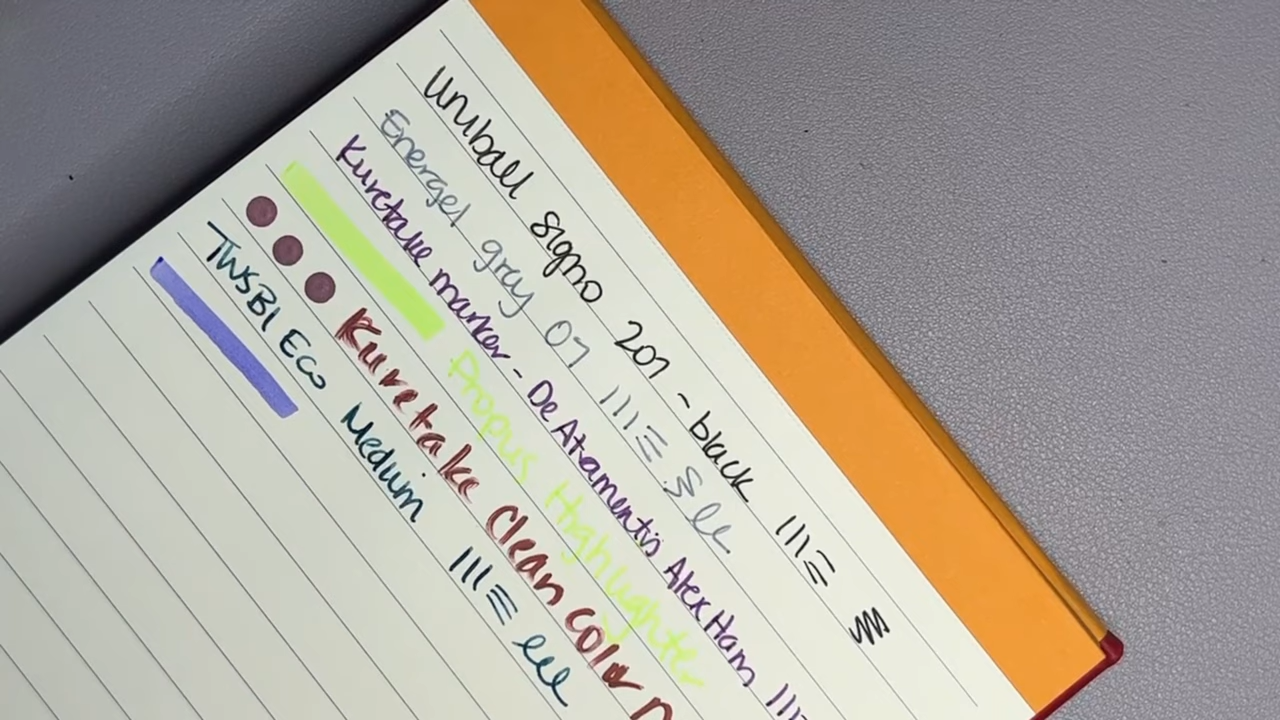 Uniball Signo 207 - black
Energel gray 07
Kuretake marker - De Atramentis Alex Ham
Propus Highlighter
Kuretake Clean color
TWSBI Eco Medium